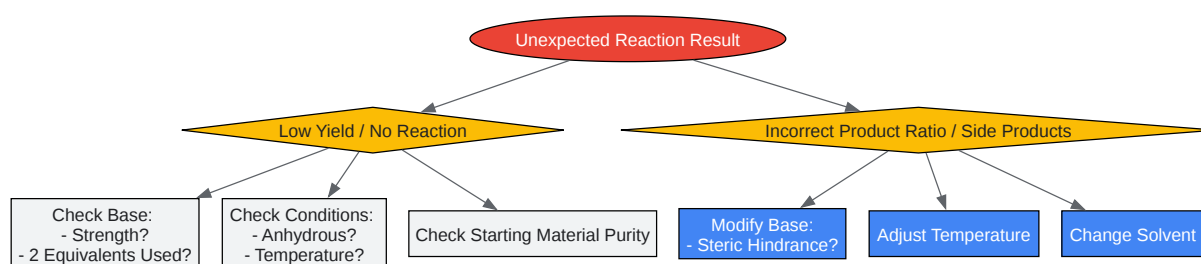 Unexpected Reaction Result
Low Yield / No Reaction
Incorrect Product Ratio / Side Products
Check Base:
- Strength?
- 2 Equivalents Used?
Check Conditions:
- Anhydrous?
- Temperature?
Check Starting Material Purity
Modify Base:
- Steric Hindrance?
Adjust Temperature
Change Solvent